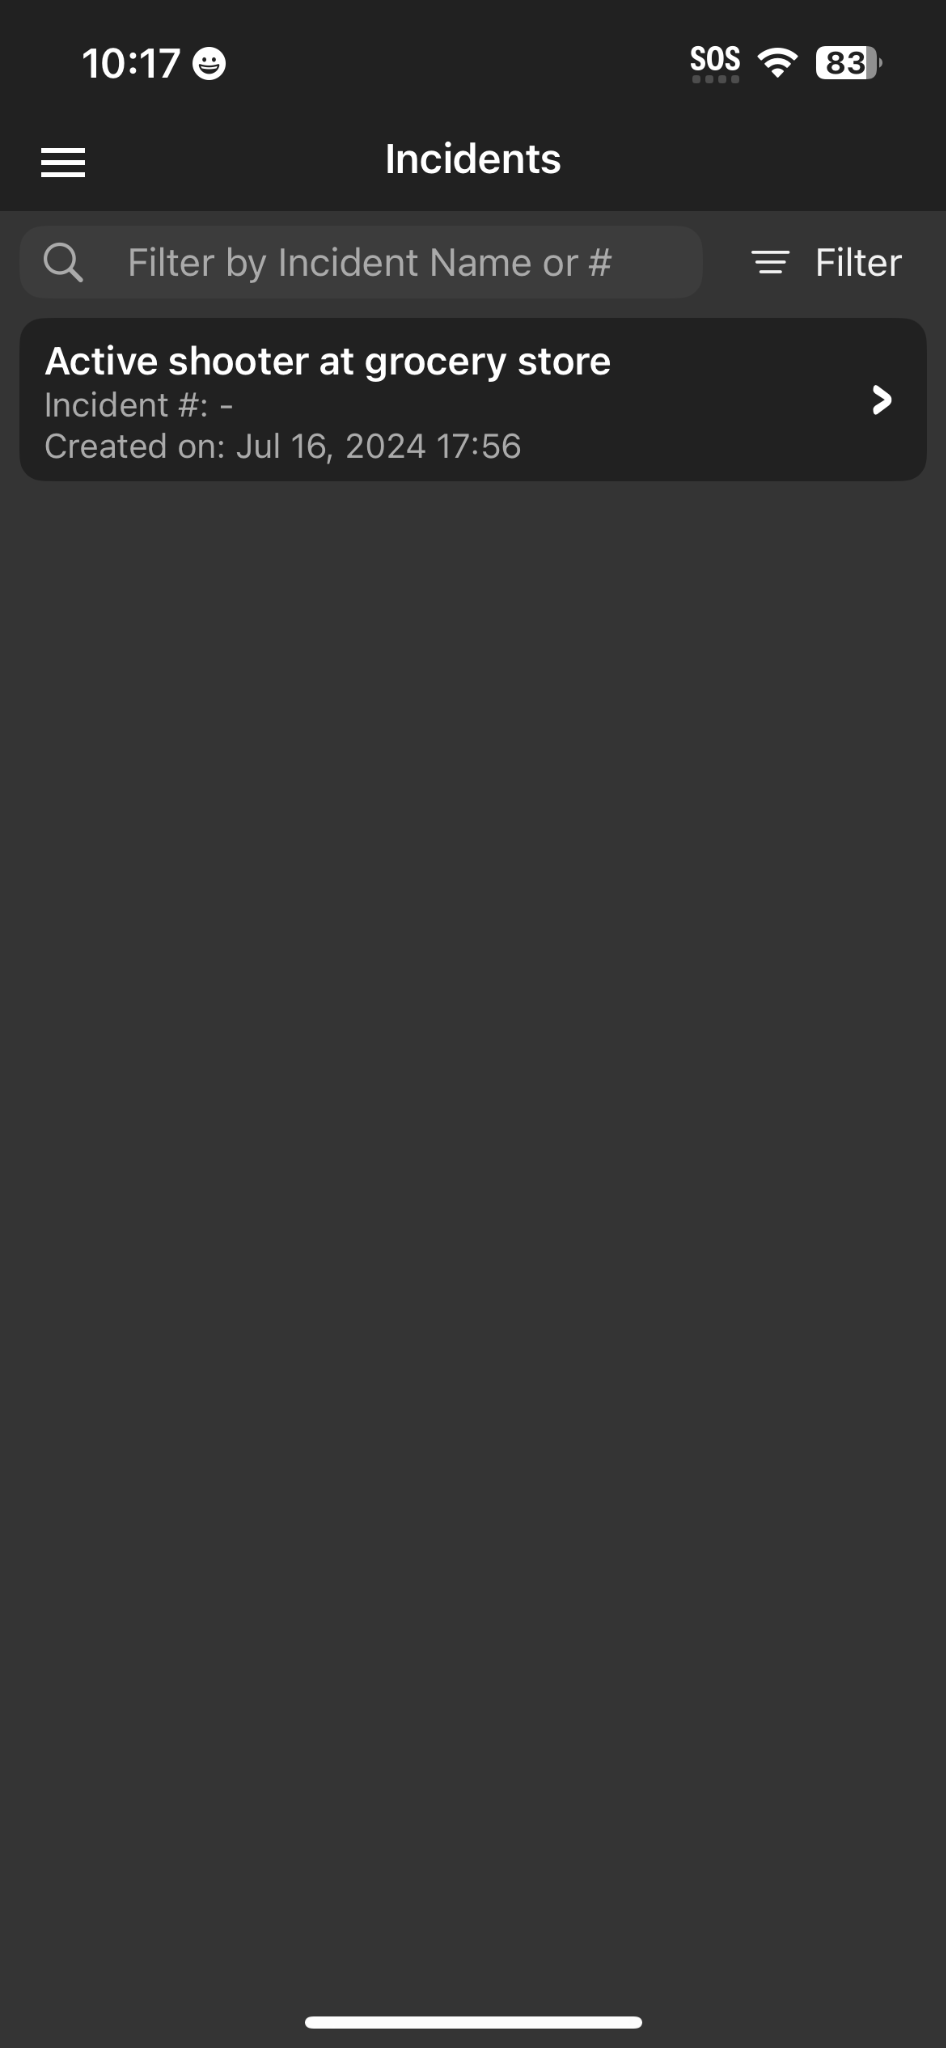 10:17 SOS 83
Incidents
Filter by Incident Name or # Filter
Active shooter at grocery store
Incident #: -
Created on: Jul 16, 2024 17:56